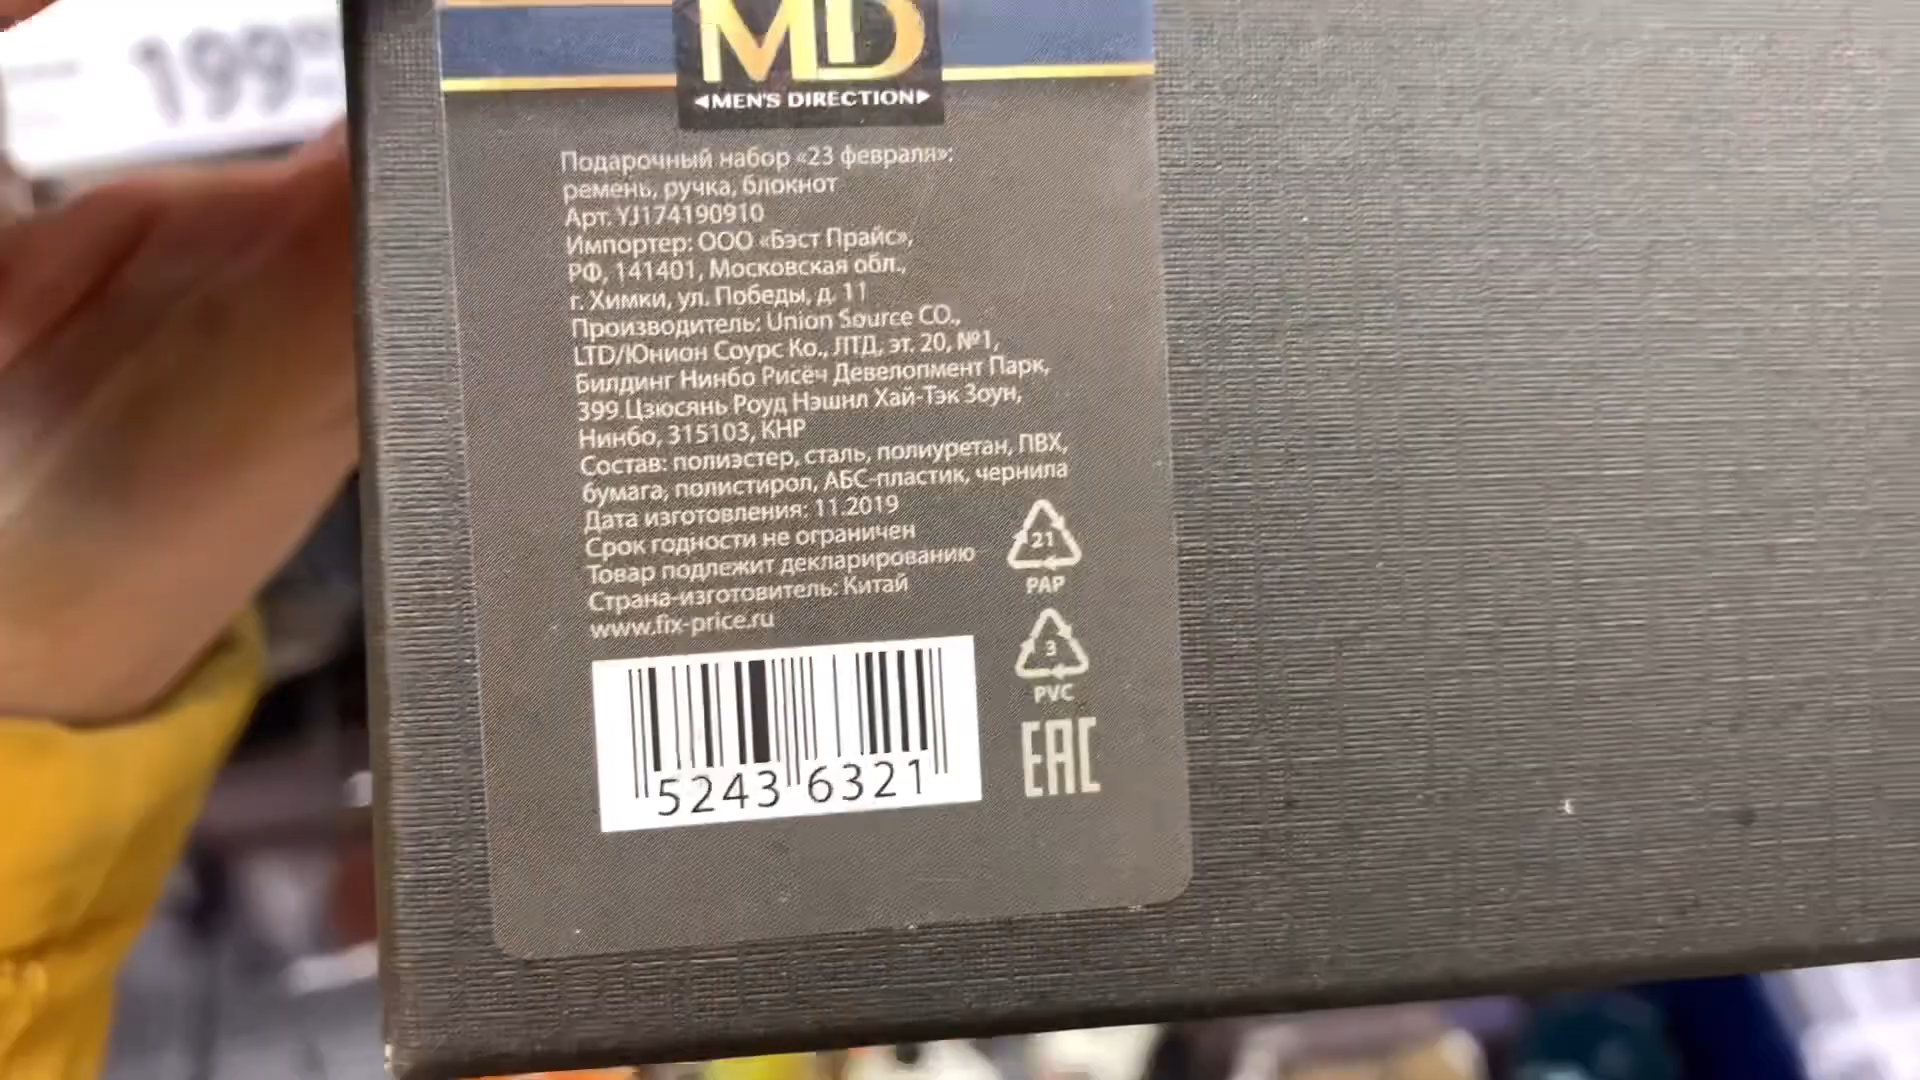 199
MD
MEN'S DIRECTION
Подарочный набор «23 февраля»:
ремень, ручка, блокнот
Арт. YJ174190910
Импортер: ООО «Бэст Прайс»,
РФ, 141401, Московская обл.,
г. Химки, ул. Победы, д. 11
Производитель: Union Source CO.,
LTD/Юнион Соурс Ко., ЛТД, эт. 20, №1,
Билдинг Нинбо Рисёч Девелопмент Парк,
399 Цзюсянь Роуд Нэшнл Хай-Тэк Зоун,
Нинбо, 315103, КНР
Состав: полиэстер, сталь, полиуретан, ПВХ,
бумага, полистирол, АБС-пластик, чернила
Дата изготовления: 11.2019
Срок годности не ограничен
Товар подлежит декларированию
Страна-изготовитель: Китай
www.fix-price.ru
21
PAP
3
PVC
EAC
5243 6321